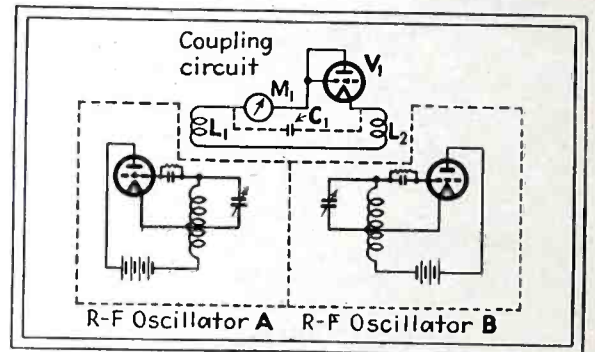 Coupling
circuit
V1
M1
C1
L1
L2
R-F Oscillator A
R-F Oscillator B